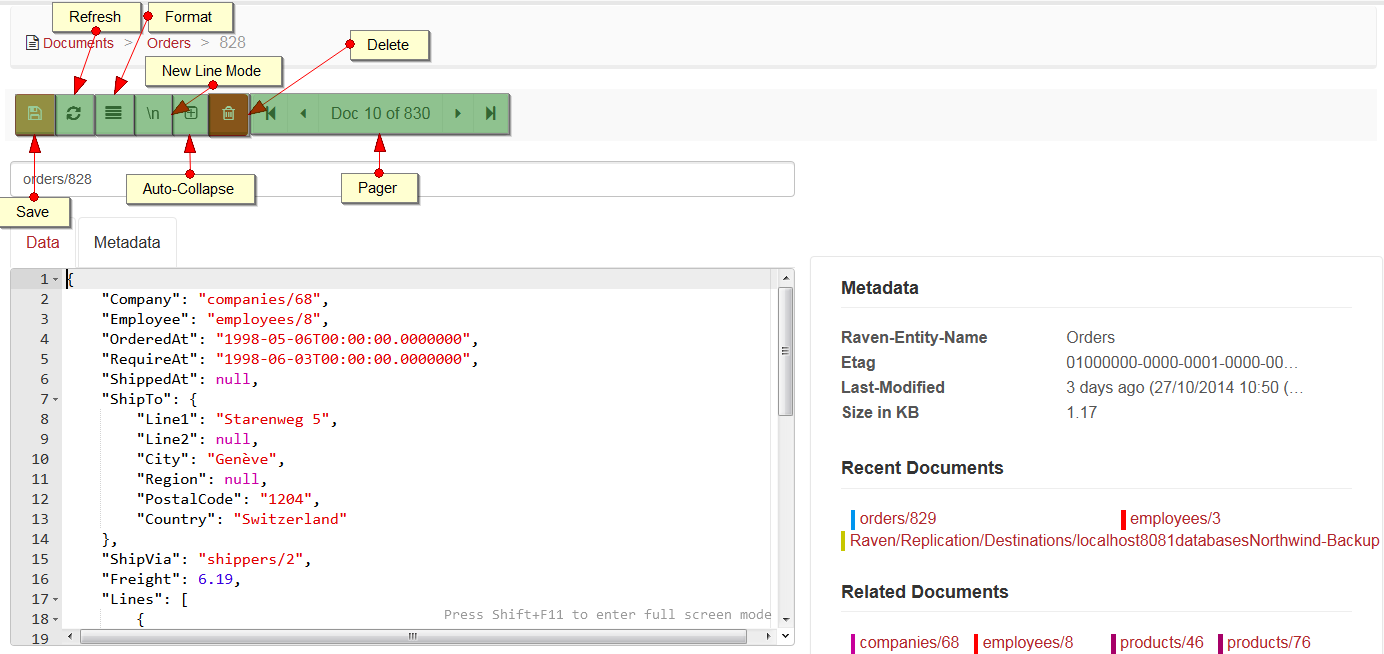 Refresh
Format
Documents > Orders > 828
Delete
New Line Mode
\n
Doc 10 of 830
orders/828
Auto-Collapse
Pager
Save
Data
Metadata
1 {
2 "Company": "companies/68",
3 "Employee": "employees/8",
4 "OrderedAt": "1998-05-06T00:00:00.0000000",
5 "RequireAt": "1998-06-03T00:00:00.0000000",
6 "ShippedAt": null,
7 "ShipTo": {
8 "Line1": "Starenweg 5",
9 "Line2": null,
10 "City": "Genève",
11 "Region": null,
12 "PostalCode": "1204",
13 "Country": "Switzerland"
14 },
15 "ShipVia": "shippers/2",
16 "Freight": 6.19,
17 "Lines": [
18 {
19
Press Shift+F11 to enter full screen mode
Metadata
Raven-Entity-Name Orders
Etag 01000000-0000-0001-0000-00...
Last-Modified 3 days ago (27/10/2014 10:50 (...
Size in KB 1.17
Recent Documents
orders/829 employees/3
Raven/Replication/Destinations/localhost8081databasesNorthwind-Backup
Related Documents
companies/68 employees/8 products/46 products/76